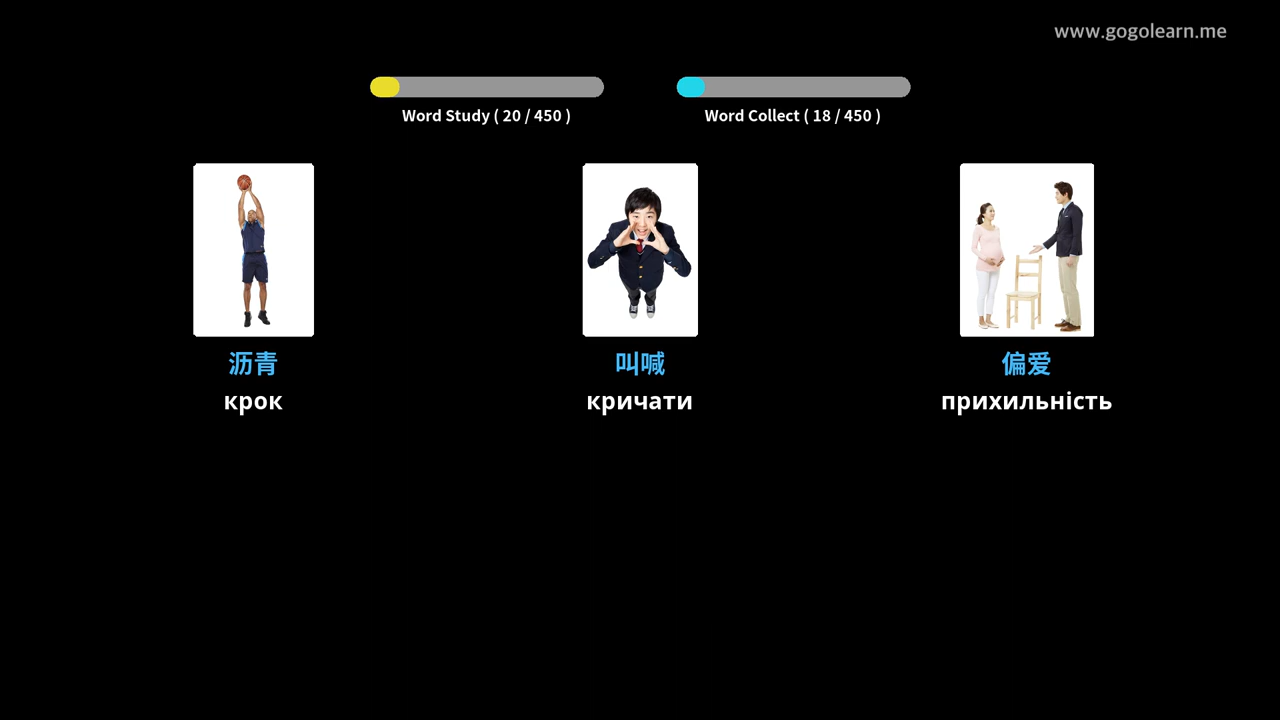 www.gogolearn.me
Word Study ( 20 / 450 )
Word Collect ( 18 / 450 )
沥青
крок
叫喊
кричати
偏爱
прихильність